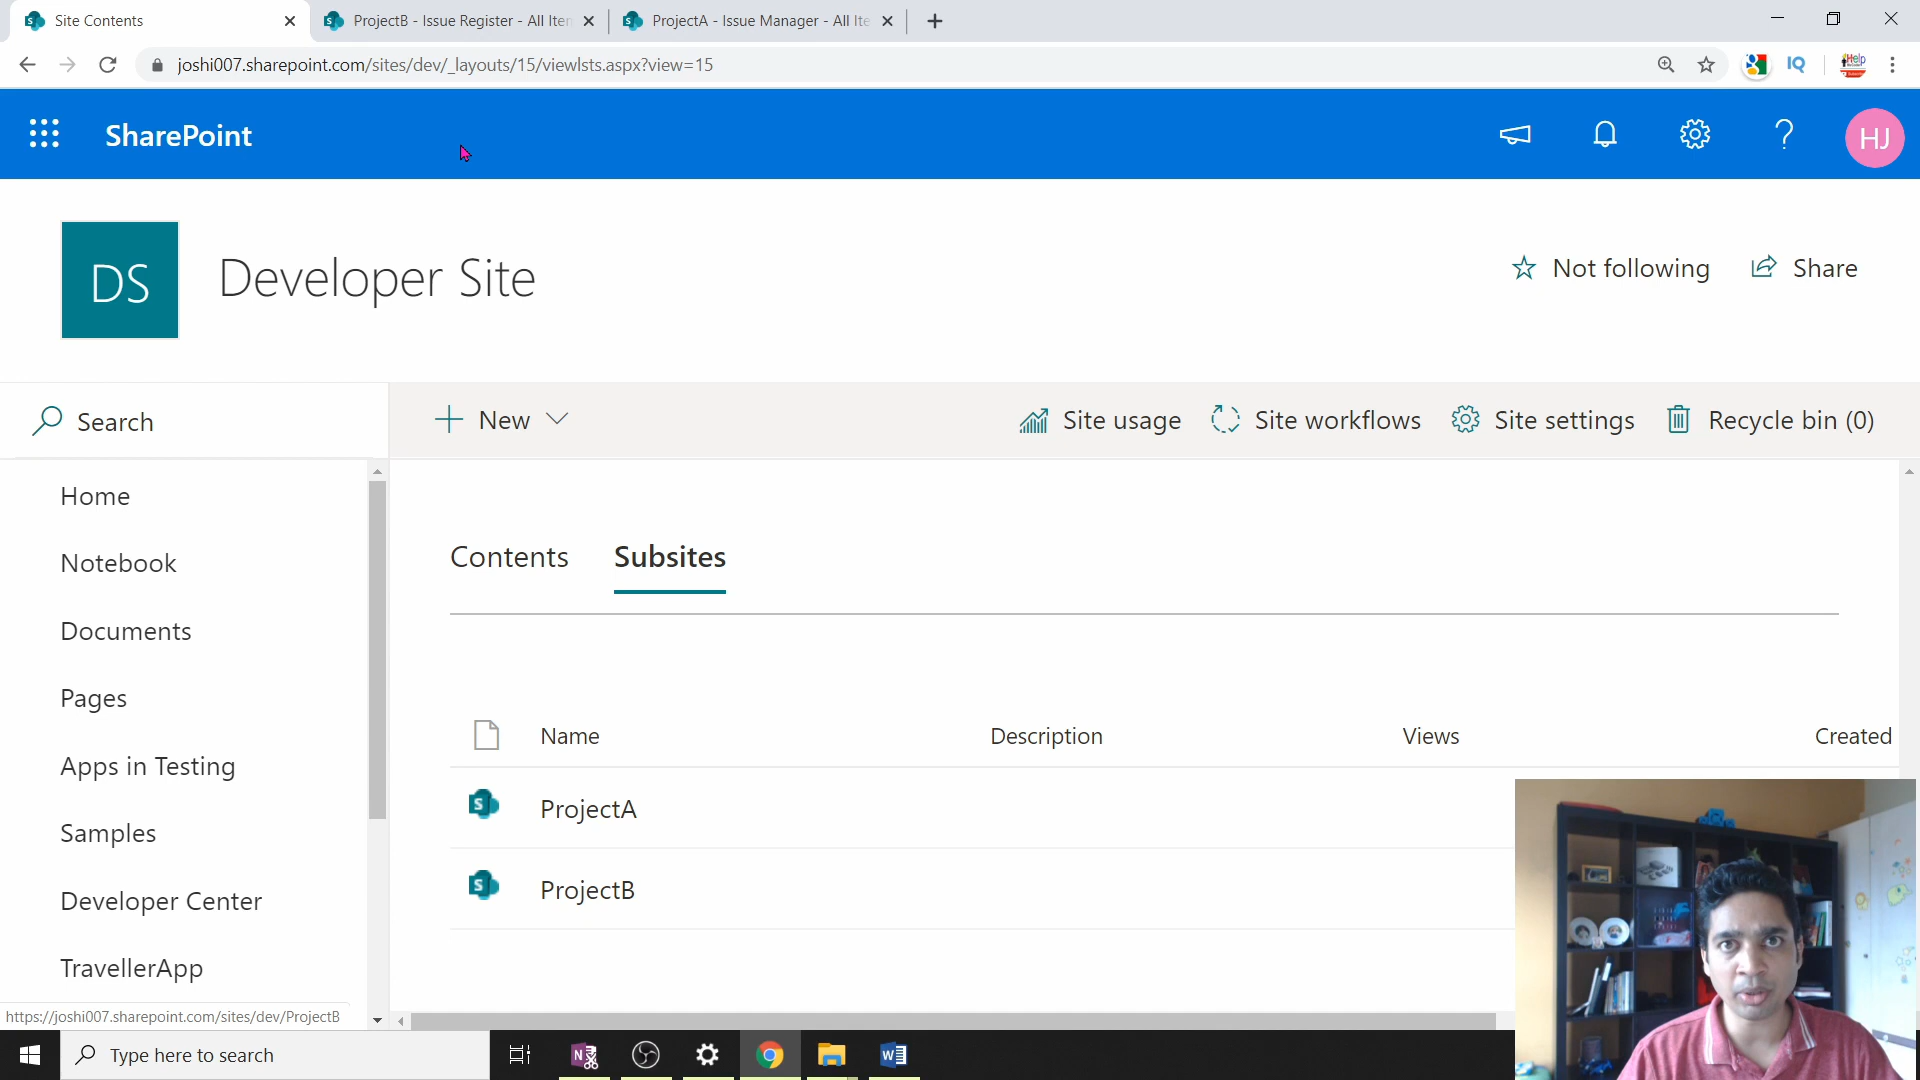 Site Contents
ProjectB - Issue Register - All Iten
ProjectA - Issue Manager - All Ite
joshi007.sharepoint.com/sites/dev/_layouts/15/viewlsts.aspx?view=15
IQ
Help
SharePoint
?
HJ
DS
Developer Site
Not following
Share
Search
New
Site usage
Site workflows
Site settings
Recycle bin (0)
Home
Notebook
Documents
Pages
Apps in Testing
Samples
Developer Center
TravellerApp
Contents
Subsites
Name
Description
Views
Created
S
ProjectA
S
ProjectB
https://joshi007.sharepoint.com/sites/dev/ProjectB
Type here to search
N
W